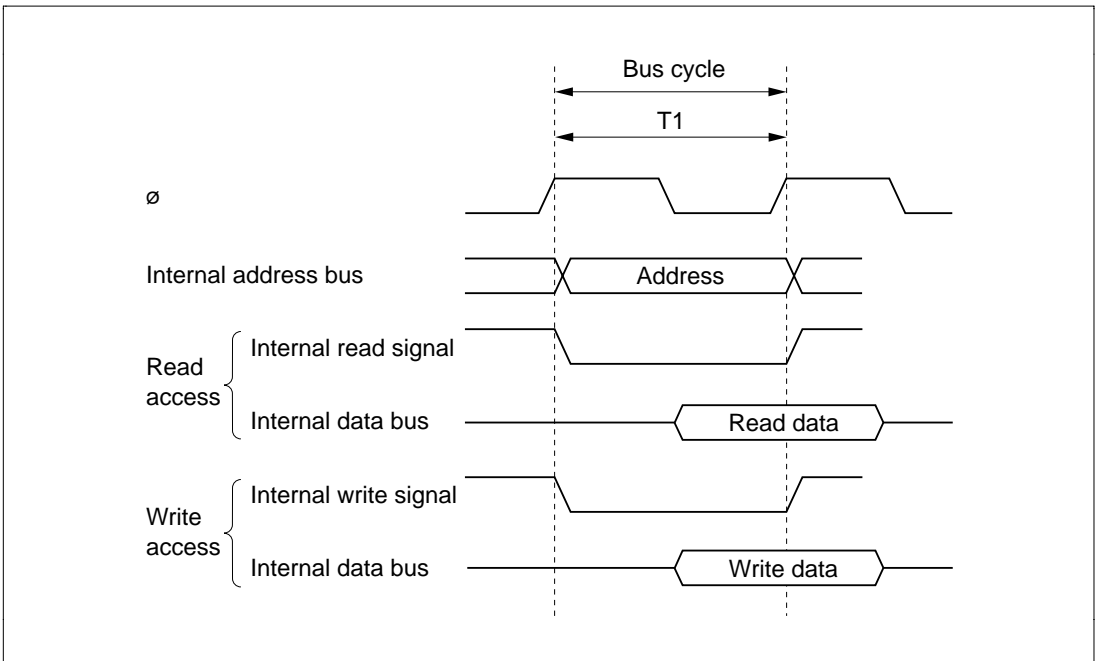 Bus cycle
T1
ø
Internal address bus
Address
Read
access
Internal read signal
Internal data bus
Read data
Write
access
Internal write signal
Internal data bus
Write data